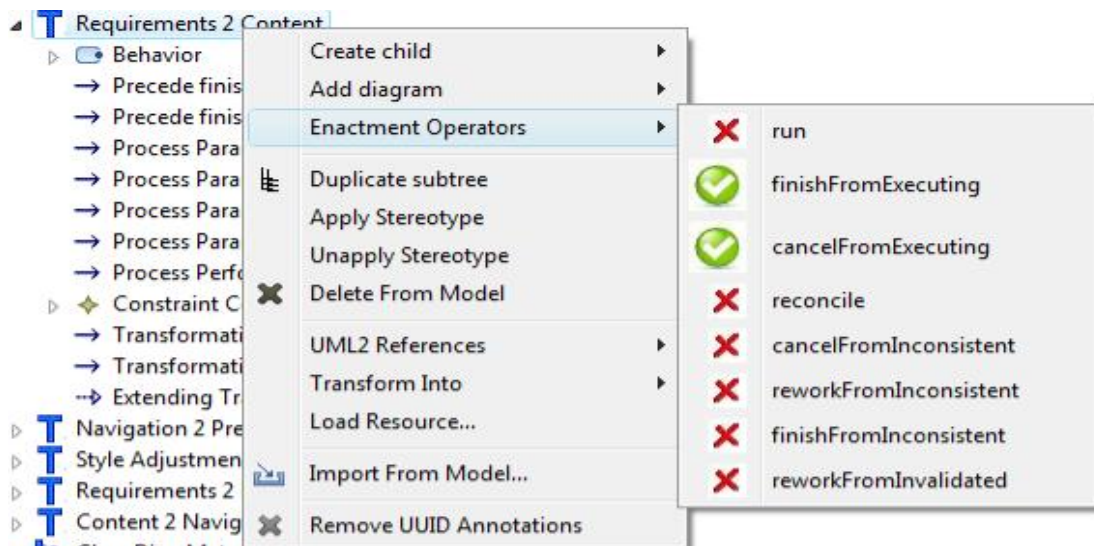 Requirements 2 Content
Behavior
Precede finis
Precede finis
Process Para
Process Para
Process Para
Process Para
Process Perfo
Constraint C
Transformati
Transformati
Extending Tr
Navigation 2 Pre
Style Adjustmen
Requirements 2
Content 2 Navig
Create child
Add diagram
Enactment Operators
Duplicate subtree
Apply Stereotype
Unapply Stereotype
Delete From Model
UML2 References
Transform Into
Load Resource...
Import From Model...
Remove UUID Annotations
run
finishFromExecuting
cancelFromExecuting
reconcile
cancelFromInconsistent
reworkFromInconsistent
finishFromInconsistent
reworkFromInvalidated